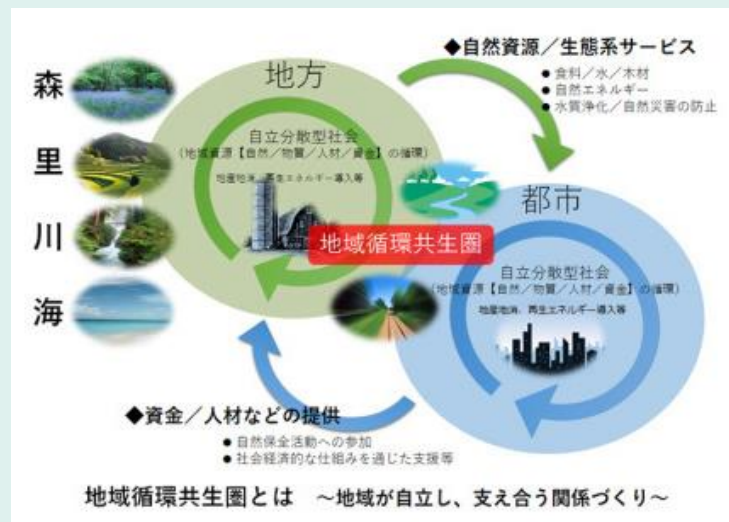 ◆自然資源／生態系サービス
● 食料／水／木材
● 自然エネルギー
● 水質浄化／自然災害の防止
森
里
川
海
地方
自立分散型社会
(地域資源【自然／物質／人材／資金】の循環)
地産地消、再生エネルギー導入等
地域循環共生圏
都市
自立分散型社会
(地域資源【自然／物質／人材／資金】の循環)
地産地消、再生エネルギー導入等
◆資金／人材などの提供
● 自然保全活動への参加
● 社会経済的な仕組みを通じた支援等
地域循環共生圏とは ～地域が自立し、支え合う関係づくり～